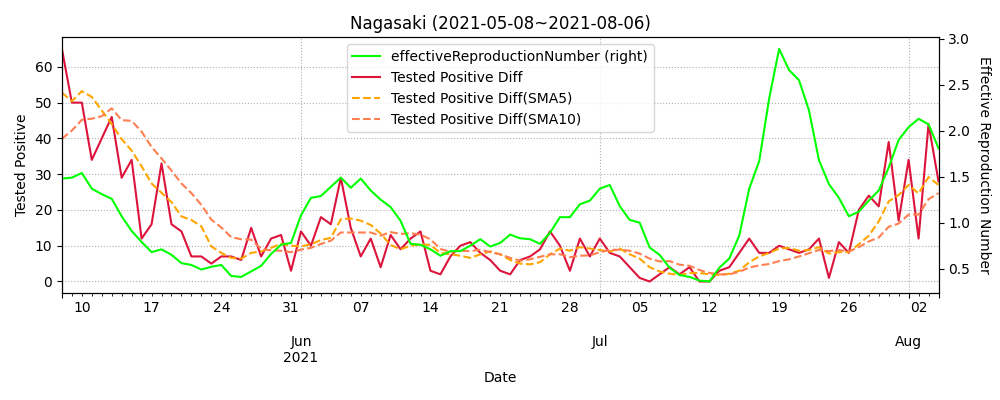 Nagasaki (2021-05-08~2021-08-06)
effectiveReproductionNumber (right)
Tested Positive Diff
Tested Positive Diff(SMA5)
Tested Positive Diff(SMA10)
Tested Positive
60
50
40
30
20
10
0
3.0
2.5
2.0
1.5
1.0
0.5
Effective Reproduction Number
10 17 24 31 07 14 21 28 05 12 19 26 02
Jun Jul Aug
2021
Date